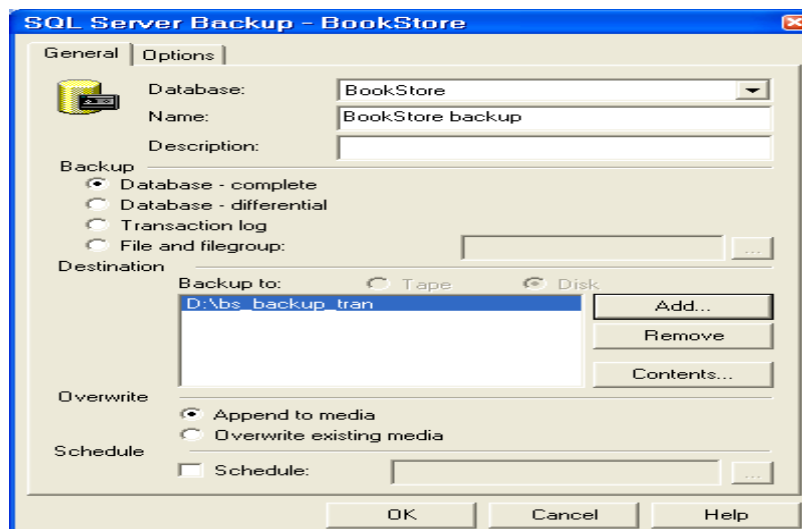 SQL Server Backup - BookStore
General Options
Database: BookStore
Name: BookStore backup
Description:
Backup
Database - complete
Database - differential
Transaction log
File and filegroup: ...
Destination
Backup to: Tape Disk
D:\bs_backup_tran
Add...
Remove
Contents...
Overwrite
Append to media
Overwrite existing media
Schedule
Schedule: ...
OK Cancel Help